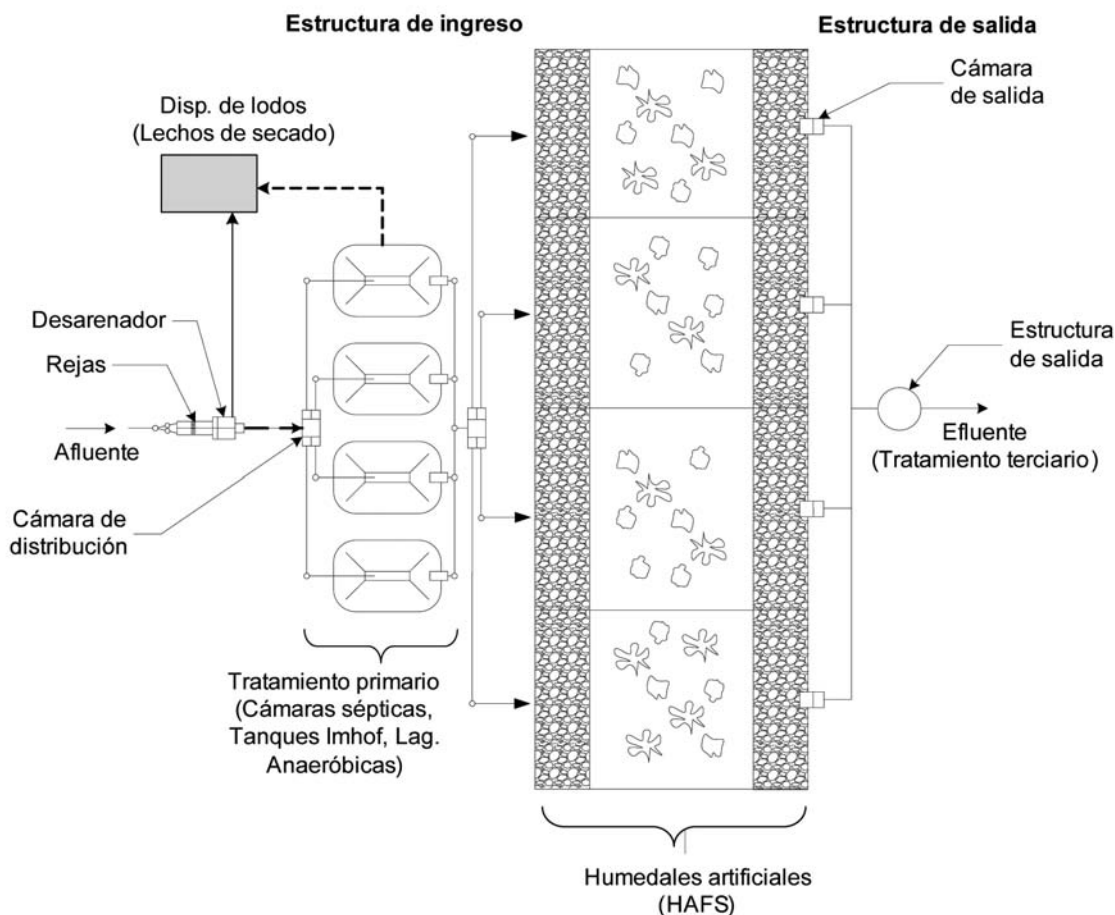 Estructura de ingreso
Estructura de salida
Cámara
de salida
Disp. de lodos
(Lechos de secado)
Desarenador
Rejas
Afluente
Cámara de
distribución
Estructura
de salida
Efluente
(Tratamiento terciario)
Tratamiento primario
(Cámaras sépticas,
Tanques Imhof, Lag.
Anaeróbicas)
Humedales artificiales
(HAFS)